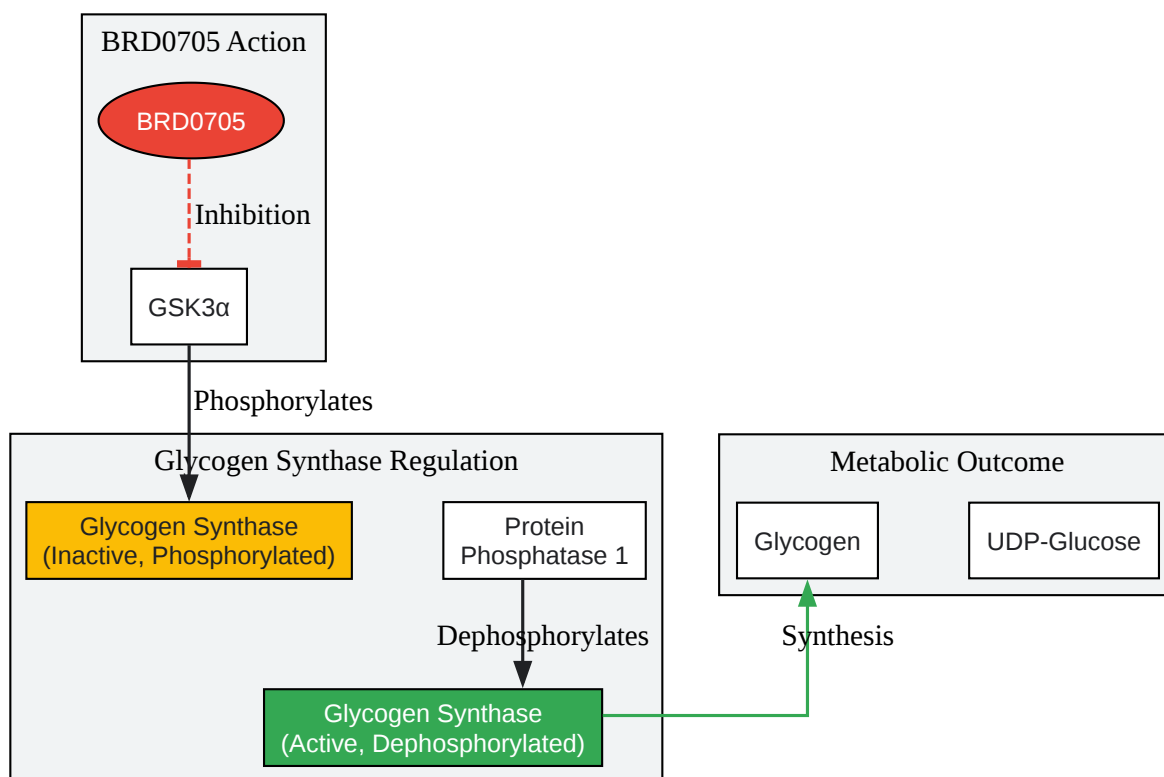 BRD0705 Action
BRD0705
Inhibition
GSK3α
Phosphorylates
Glycogen Synthase Regulation
Glycogen Synthase
(Inactive, Phosphorylated)
Protein
Phosphatase 1
Dephosphorylates
Glycogen Synthase
(Active, Dephosphorylated)
Metabolic Outcome
Glycogen
UDP-Glucose
Synthesis